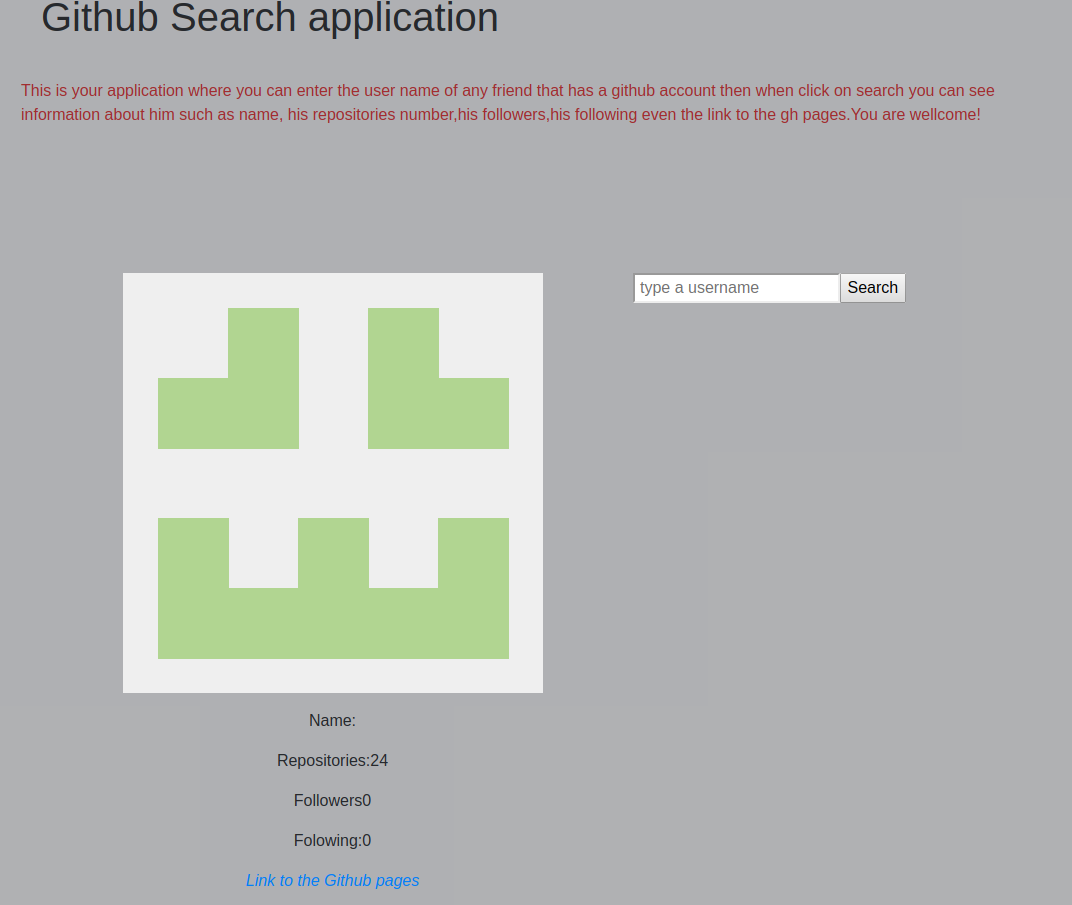 Github Search application
This is your application where you can enter the user name of any friend that has a github account then when click on search you can see
information about him such as name, his repositories number,his followers,his following even the link to the gh pages.You are wellcome!
type a username
Search
Name:
Repositories:24
Followers0
Folowing:0
Link to the Github pages